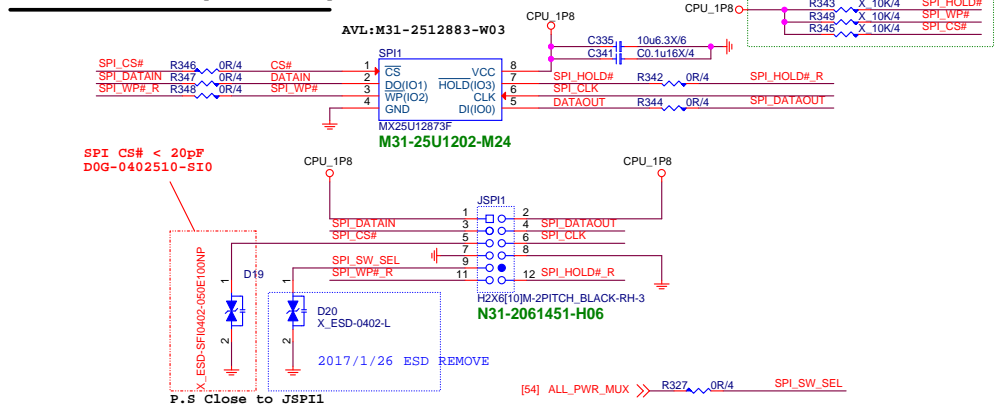 CPU_1P8
R343 X_10K/4 SPI_HOLD#
R349 X_10K/4 SPI_WP#
R345 X_10K/4 SPI_CS#
CPU_1P8
AVL:M31-2512883-W03
C335 10u6.3X/6
C341 C0.1u16X/4
SPI1
SPI_CS# R346 0R/4 CS# 1 CS VCC 8
SPI_DATAIN R347 0R/4 DATAIN 2 DO(IO1) HOLD(IO3) 7 SPI_HOLD# R342 0R/4 SPI_HOLD#_R
SPI_WP#_R R348 0R/4 SPI_WP# 3 WP(IO2) CLK 6 SPI_CLK
4 GND DI(IO0) 5 DATAOUT R344 0R/4 SPI_DATAOUT
MX25U12873F
M31-25U1202-M24
SPI CS# < 20pF
D0G-0402510-SI0
CPU_1P8 CPU_1P8
JSPI1
1 2
SPI_DATAIN 3 4 SPI_DATAOUT
SPI_CS# 5 6 SPI_CLK
7 8
SPI_SW_SEL 9
SPI_WP#_R 11 12 SPI_HOLD#_R
H2X6[10]M-2PITCH_BLACK-RH-3
N31-2061451-H06
X_ESD-SFI0402-050E100NP
D19
1
2
1
2
D20
X_ESD-0402-L
2017/1/26 ESD REMOVE
P.S Close to JSPI1
[54] ALL_PWR_MUX R327 0R/4 SPI_SW_SEL